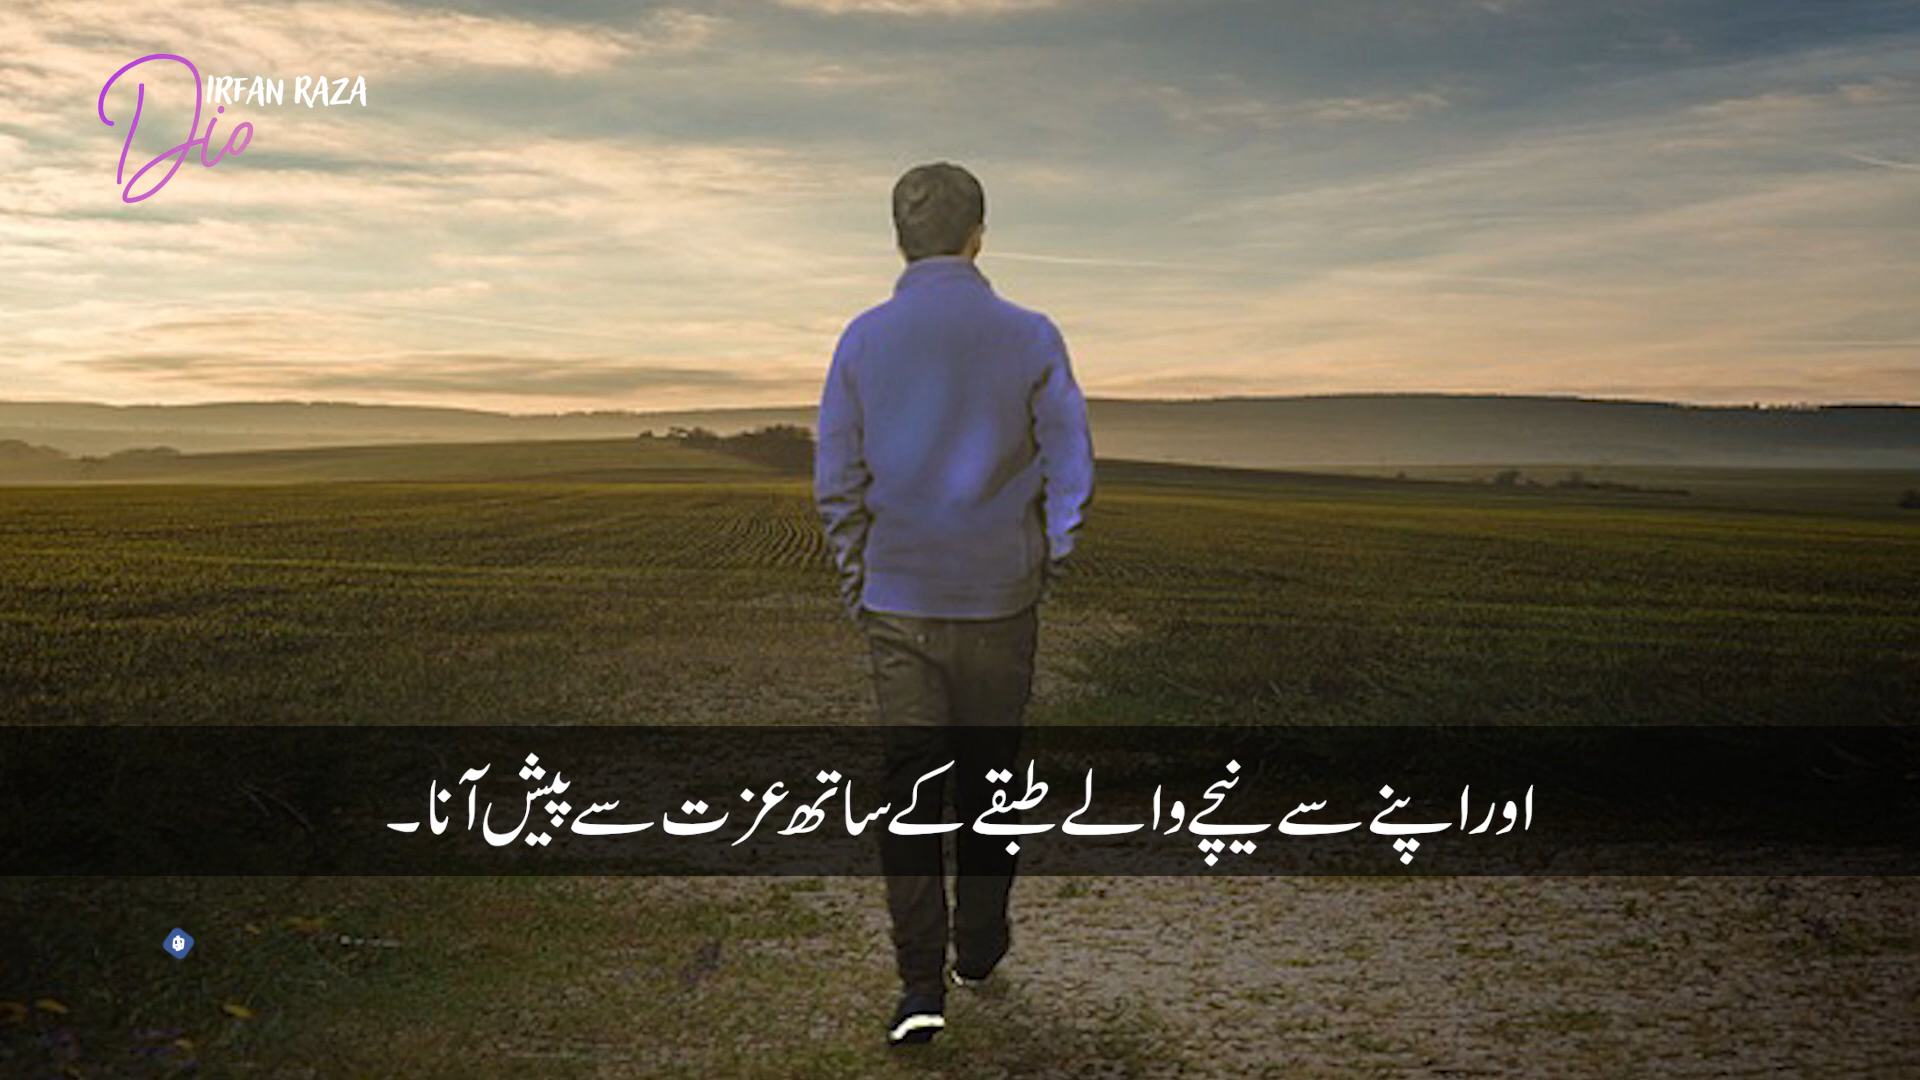 IRFAN RAZA
Dio
اور اپنے سے نیچے والے طبقے کے ساتھ عزت سے پیش آنا۔